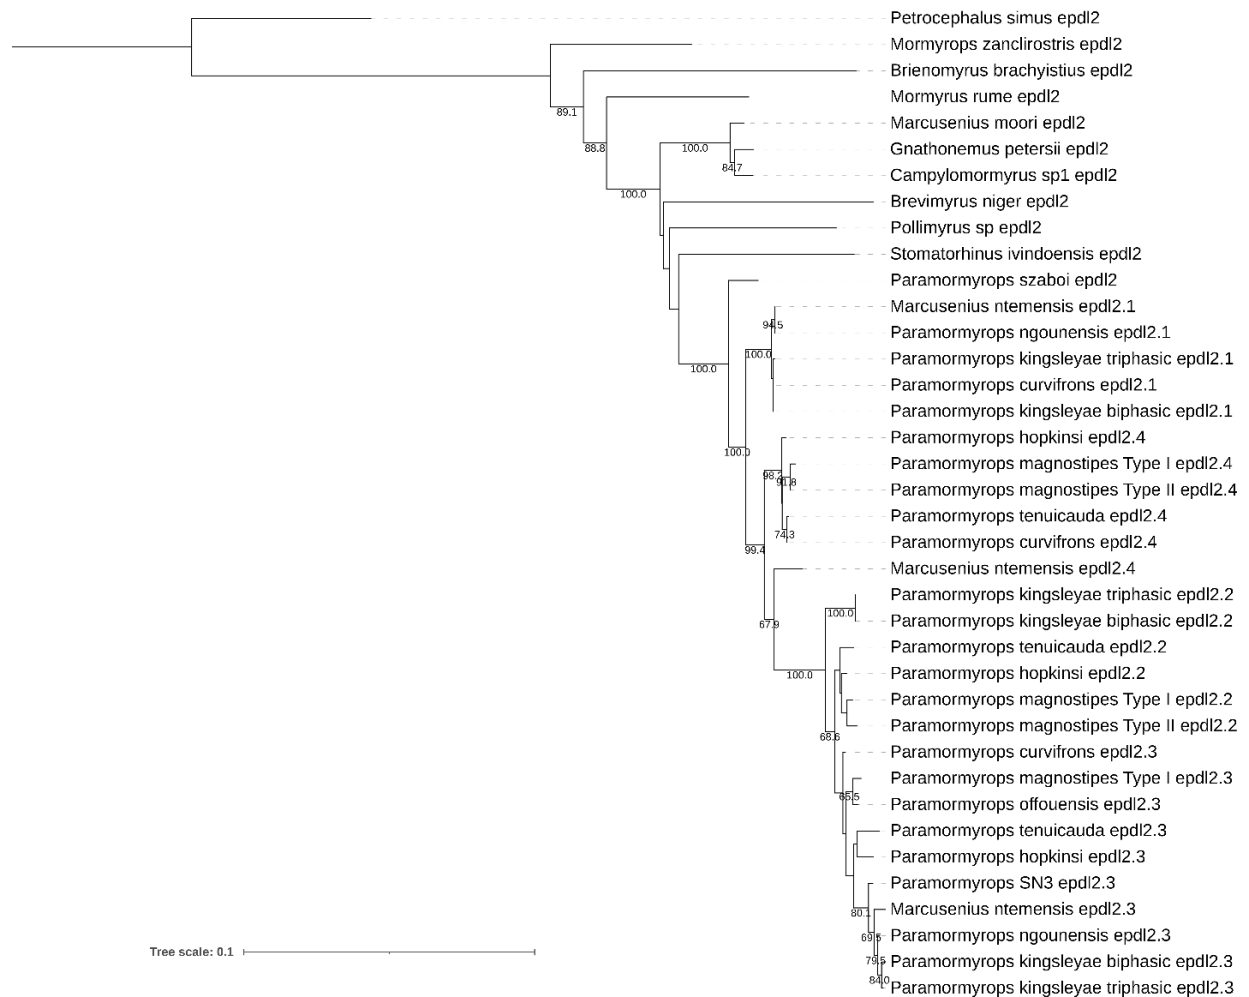 Petrocephalus simus epdl2
Mormyrops zanclirostris epdl2
Brienomyrus brachyistius epdl2
89.1
Mormyrus rume epdl2
88.8
Marcusenius moori epdl2
100.0
Gnathonemus petersii epdl2
84.7
Campylomormyrus sp1 epdl2
100.0
Brevimyrus niger epdl2
Pollimyrus sp epdl2
Stomatorhinus ivindoensis epdl2
Paramormyrops szaboi epdl2
Marcusenius ntemensis epdl2.1
94.5
Paramormyrops ngounensis epdl2.1
100.0
Paramormyrops kingsleyae triphasic epdl2.1
100.0
Paramormyrops curvifrons epdl2.1
Paramormyrops kingsleyae biphasic epdl2.1
Paramormyrops hopkinsi epdl2.4
100.0
Paramormyrops magnostipes Type I epdl2.4
98.2
91.8
Paramormyrops magnostipes Type II epdl2.4
Paramormyrops tenuicauda epdl2.4
74.3
Paramormyrops curvifrons epdl2.4
99.4
Marcusenius ntemensis epdl2.4
Paramormyrops kingsleyae triphasic epdl2.2
100.0
Paramormyrops kingsleyae biphasic epdl2.2
67.9
Paramormyrops tenuicauda epdl2.2
Paramormyrops hopkinsi epdl2.2
100.0
Paramormyrops magnostipes Type I epdl2.2
Paramormyrops magnostipes Type II epdl2.2
68.6
Paramormyrops curvifrons epdl2.3
Paramormyrops magnostipes Type I epdl2.3
65.5
Paramormyrops offouensis epdl2.3
Paramormyrops tenuicauda epdl2.3
Paramormyrops hopkinsi epdl2.3
Paramormyrops SN3 epdl2.3
80.1
Marcusenius ntemensis epdl2.3
69.5
Paramormyrops ngounensis epdl2.3
79.5
Paramormyrops kingsleyae biphasic epdl2.3
84.0
Paramormyrops kingsleyae triphasic epdl2.3
Tree scale: 0.1